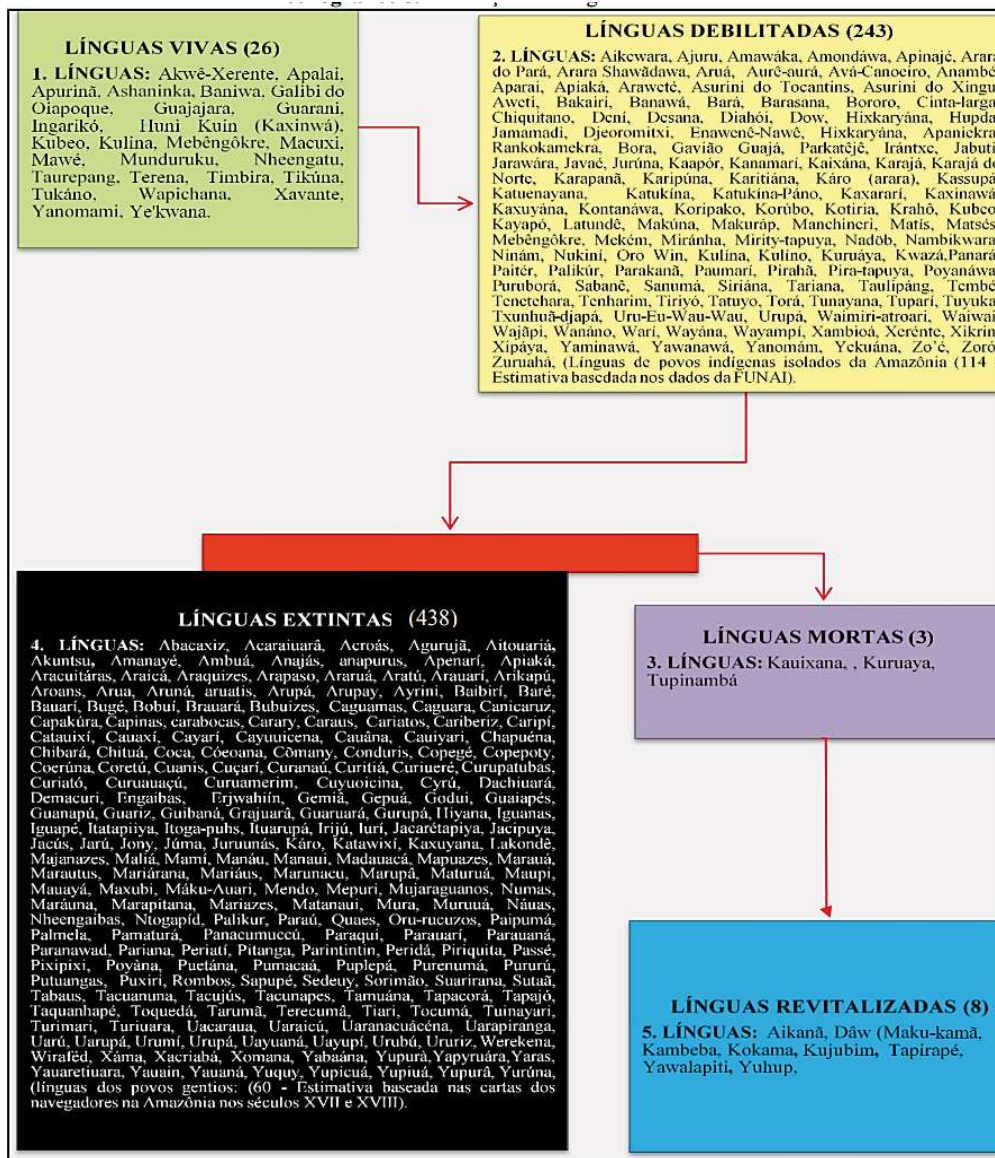 LÍNGUAS VIVAS (26)
1. LÍNGUAS: Akwê-Xerente, Apalai,
Apurinã, Ashaninka, Baniwa, Galibi do
Oiapoque, Guajajara, Guarani,
Ingarikó, Huni Kuin (Kaxinwá),
Kubeo, Kulina, Mebêngôkre, Macuxi,
Mawé, Munduruku, Nheengatu,
Taurepang, Terena, Timbira, Tikúna,
Tukáno, Wapichana, Xavante,
Yanomami, Ye'kwana.
LÍNGUAS DEBILITADAS (243)
2. LÍNGUAS: Aikewara, Ajuru, Amawáka, Amondáwa, Apinajé, Arara
do Pará, Arara Shawãdawa, Aruá, Aurê-aurá, Avá-Canoeiro, Anambé
Aparai, Apiaká, Araweté, Asurini do Tocantins, Asurini do Xingu
Aweti, Bakairi, Banawá, Bará, Barasana, Bororo, Cinta-larga
Chiquitano, Dení, Desana, Diahói, Dow, Hixkaryána, Hupda
Jamamadi, Djeoromitxi, Enawenê-Nawê, Hixkaryána, Apaniekra
Rankokamekra, Bora, Gavião Guajá, Parkatêjê, Irántxe, Jabuti
Jarawára, Javaé, Jurúna, Kaapór, Kanamarí, Kaixána, Karajá, Karajá do
Norte, Karapanã, Karipúna, Karitiána, Káro (arara), Kassupá
Katuenayana, Katukína, Katukína-Páno, Kaxararí, Kaxinawá
Kaxuyána, Kontanáwa, Koripako, Korúbo, Kotiria, Krahô, Kubeo
Kayapó, Latundê, Makúna, Makuráp, Manchineri, Matís, Matsés
Mebêngôkre, Mekém, Miránha, Mirity-tapuya, Nadöb, Nambikwara
Ninám, Nukiní, Oro Win, Kulína, Kulíno, Kuruáya, Kwazá,Panará
Paitér, Palikúr, Parakanã, Paumarí, Pirahã, Pira-tapuya, Poyanáwa
Puruborá, Sabanê, Sanumá, Siriána, Tariana, Taulipáng, Tembé
Tenetehara, Tenharim, Tiriyó, Tatuyo, Torá, Tunayana, Tuparí, Tuyuka
Txunhuã-djapá, Uru-Eu-Wau-Wau, Urupá, Waimiri-atroarí, Waiwai
Wajãpi, Wanáno, Warí, Wayána, Wayampí, Xambioá, Xerénte, Xikrin
Xipáya, Yaminawá, Yawanawá, Yanomám, Yekuána, Zo'é, Zoró
Zuruahá, (Línguas de povos indígenas isolados da Amazônia (114
Estimativa basedada nos dados da FUNAI).
LÍNGUAS EXTINTAS (438)
4. LÍNGUAS: Abacaxiz, Acaraiuarâ, Acroás, Agurujã, Aitouariá,
Akuntsu, Amanayé, Ambuá, Anajás, anapurus, Apenarí, Apiaká,
Aracuitáras, Araicá, Araquizes, Arapaso, Araruá, Aratú, Arauarí, Arikapú,
Aroans, Arua, Aruná, aruatis, Arupá, Arupay, Ayrini, Baibirí, Baré,
Bauarí, Bugé, Bobuí, Brauará, Bubuizes, Caguamas, Caguara, Canicaruz,
Capakúra, Capinas, carabocas, Carary, Caraus, Cariatos, Cariberiz, Caripí,
Catauixí, Cauaxí, Cayarí, Cayuuicena, Cauâna, Cauiyari, Chapuéna,
Chibará, Chituá, Coca, Cóeoana, Cõmany, Conduris, Copegé, Copepoty,
Coerúna, Coretú, Cuanis, Cuçarí, Curanaú, Curitiá, Curiueré, Curupatubas,
Curiató, Curuauaçú, Curuamerim, Cuyuoicina, Cyrú, Dachiuará,
Demacuri, Engaibas, Erjwahiín, Gemiâ, Gepuá, Godui, Guaiapés,
Guanapú, Guariz, Guibaná, Grajuará, Guaruará, Gurupá, Hiyana, Iguanas,
Iguapé, Itatapiiya, Itoga-puhs, Ituarupá, Irijú, Iurí, Jacarétapiya, Jacipuya,
Jacús, Jarú, Jony, Júma, Juruunás, Káro, Katawixí, Kaxuyana, Lakondê,
Majanazes, Maliá, Mamí, Manáu, Manaui, Madauacá, Mapuazes, Marauá,
Marautus, Mariárana, Mariáus, Marunacu, Marupâ, Maturuá, Maupi,
Mauayá, Maxubi, Máku-Auari, Mendo, Mepuri, Mujaraguanos, Numas,
Maráuna, Marapitana, Mariazes, Matanaui, Mura, Muruuá, Náuas,
Nheengaibas, Ntogapíd, Palikur, Paraú, Quaes, Oru-rucuzos, Paipumá,
Palmela, Pamaturá, Panacumuccú, Paraqui, Parauarí, Parauaná,
Paranawad, Pariana, Periatí, Pitanga, Parintintin, Peridá, Piriquita, Passé,
Pixipixi, Poyàna, Puetána, Pumacaá, Puplepá, Purenumá, Pururú,
Putuangas, Puxiri, Rombos, Sapupé, Sedeuy, Sorimão, Suarirana, Sutaã,
Tabaus, Tacuanuna, Tacujús, Tacunapes, Tamuána, Tapacorá, Tapajó,
Taquanhapé, Toquedá, Tarumã, Terecumã, Tiari, Tocumá, Tuinayari,
Turimari, Turiuara, Uacaraua, Uaraicú, Uaranacuácéna, Uarapiranga,
Uarú, Uarupá, Urumí, Urupá, Uayuaná, Uayupí, Urubú, Ururiz, Werekena,
Wiraféd, Xáma, Xacriabá, Xomana, Yabaána, Yupurà,Yapyruára,Yaras,
Yauaretiuara, Yauain, Yauaná, Yuquy, Yupicuá, Yupiuá, Yupurâ, Yurúna,
(línguas dos povos gentios: (60 - Estimativa baseada nas cartas dos
navegadores na Amazônia nos séculos XVII e XVIII).
LÍNGUAS MORTAS (3)
3. LÍNGUAS: Kauixana, , Kuruaya,
Tupinambá
LÍNGUAS REVITALIZADAS (8)
5. LÍNGUAS: Aikanã, Dâw (Maku-kamã,
Kambeba, Kokama, Kujubim, Tapirapé,
Yawalapiti, Yuhup,